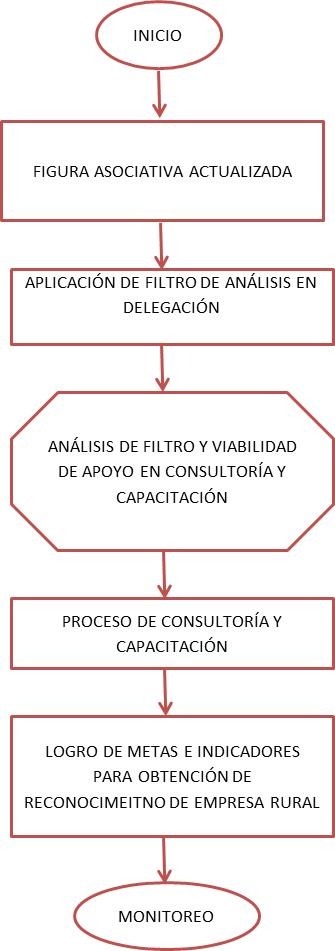 INICIO
FIGURA ASOCIATIVA ACTUALIZADA
APLICACIÓN DE FILTRO DE ANÁLISIS EN
DELEGACIÓN
ANÁLISIS DE FILTRO Y VIABILIDAD
DE APOYO EN CONSULTORÍA Y
CAPACITACIÓN
PROCESO DE CONSULTORÍA Y
CAPACITACIÓN
LOGRO DE METAS E INDICADORES
PARA OBTENCIÓN DE
RECONOCIMEITNO DE EMPRESA RURAL
MONITOREO